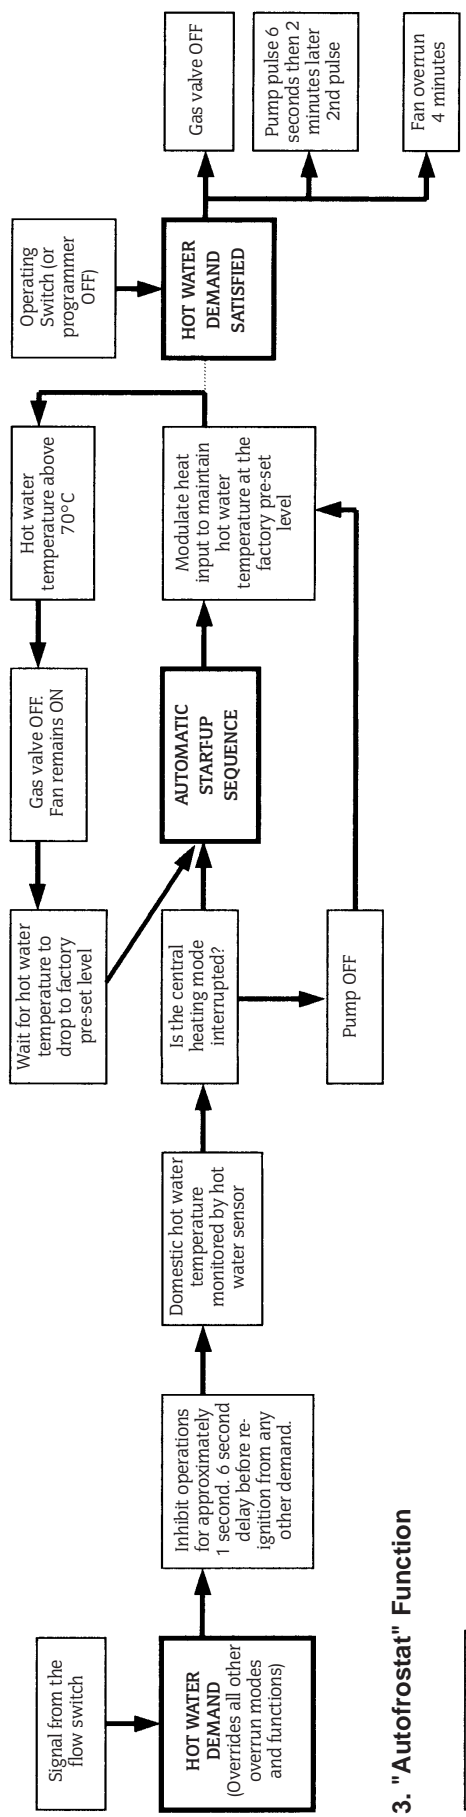 Signal from the
flow switch
HOT WATER
DEMAND
(Overrides all other
overrun modes
and functions)
Inhibit operations
for approximately
1 second. 6 second
delay before re-
ignition from any
other demand.
Domestic hot water
temperature
monitored by hot
water sensor
Is the central
heating mode
interrupted?
Pump OFF
Wait for hot water
temperature to
drop to factory
pre-set level
Gas valve OFF.
Fan remains ON
Hot water
temperature above
70°C
AUTOMATIC
START-UP
SEQUENCE
Modulate heat
input to maintain
hot water
temperature at the
factory pre-set
level
Operating
Switch (or
programmer
OFF)
HOT WATER
DEMAND
SATISFIED
Gas valve OFF
Pump pulse 6
seconds then 2
minutes later
2nd pulse
Fan overrun
4 minutes
3. "Autofrostat" Function